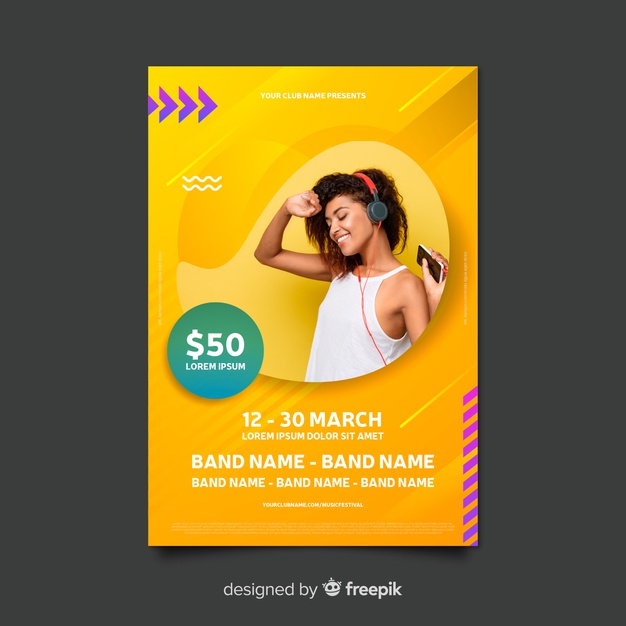 YOUR CLUB NAME PRESENTS
$50
LOREM IPSUM
12 - 30 MARCH
LOREM IPSUM DOLOR SIT AMET
BAND NAME - BAND NAME
BAND NAME - BAND NAME - BAND NAME
YOURCLUBNAME.COM/MUSICFESTIVAL
designed by freepik